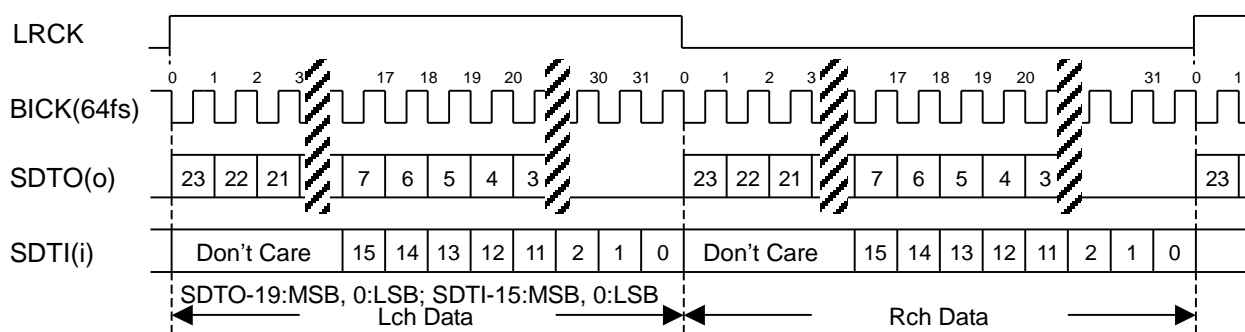 LRCK
0 1 2 3 17 18 19 20 30 31 0 1 2 3 17 18 19 20 31 0 1
BICK(64fs)
SDTO(o) 23 22 21 7 6 5 4 3 23 22 21 7 6 5 4 3 23
SDTI(i) Don't Care 15 14 13 12 11 2 1 0 Don't Care 15 14 13 12 11 2 1 0
SDTO-19:MSB, 0:LSB; SDTI-15:MSB, 0:LSB
Lch Data Rch Data